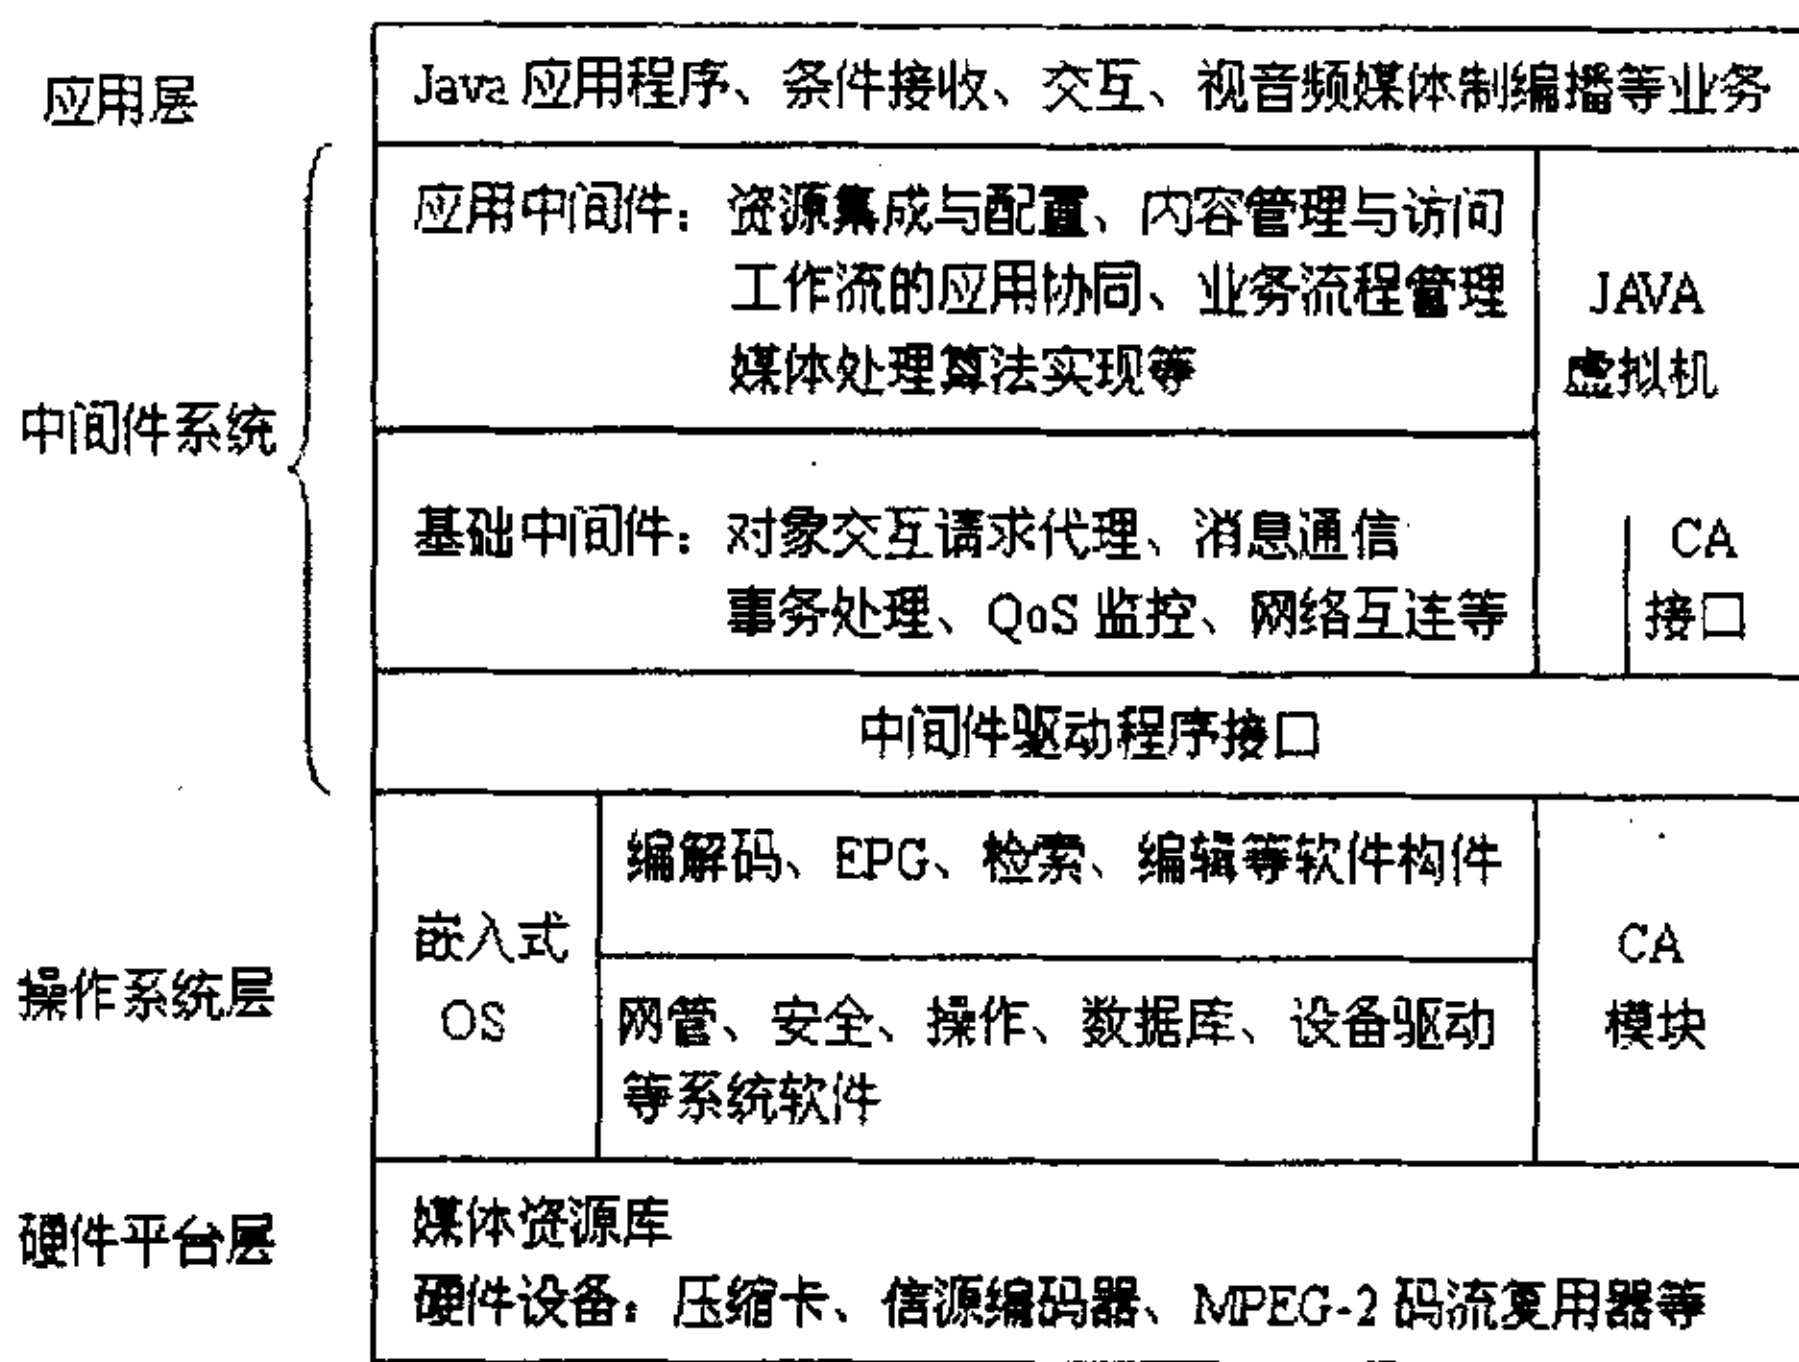 应用层
Java 应用程序、条件接收、交互、视音频媒体制编播等业务
中间件系统
应用中间件：资源集成与配置、内容管理与访问
工作流的应用协同、业务流程管理
媒体处理算法实现等
JAVA
虚拟机
基础中间件：对象交互请求代理、消息通信
事务处理、QoS 监控、网络互连等
CA
接口
中间件驱动程序接口
操作系统层
嵌入式
OS
编解码、EPG、检索、编辑等软件构件
网管、安全、操作、数据库、设备驱动
等系统软件
CA
模块
硬件平台层
媒体资源库
硬件设备：压缩卡、信源编码器、MPEG-2 码流复用器等